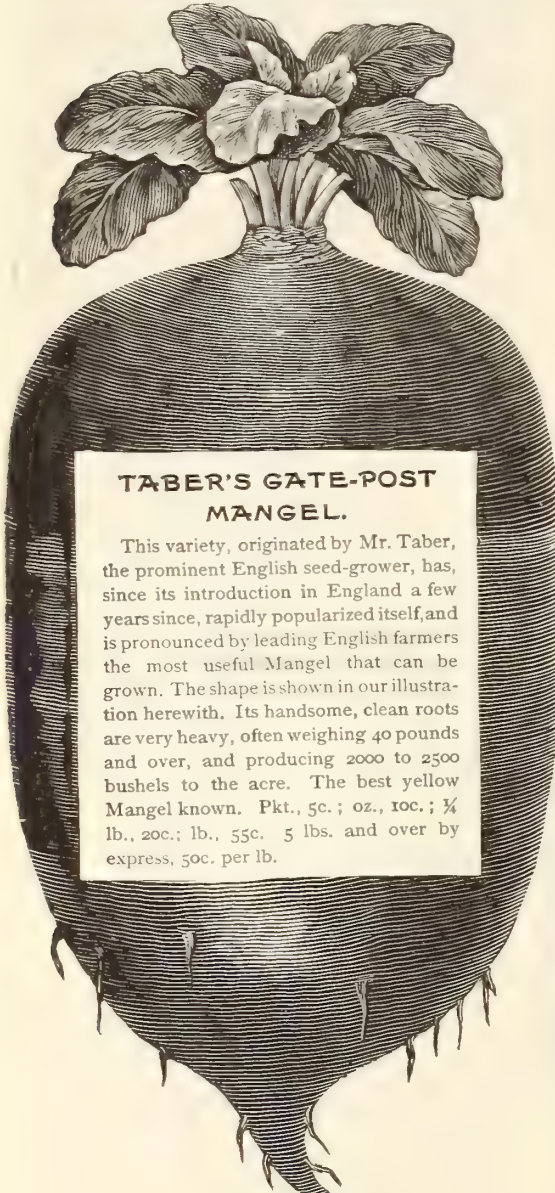 TABER'S GATE-POST
MANGEL.
This variety, originated by Mr. Taber,
the prominent English seed-grower, has,
since its introduction in England a few
years since, rapidly popularized itself, and
is pronounced by leading English farmers
the most useful Mangel that can be
grown. The shape is shown in our illustra-
tion herewith. Its handsome, clean roots
are very heavy, often weighing 40 pounds
and over, and producing 2000 to 2500
bushels to the acre. The best yellow
Mangel known. Pkt., 5c.; oz., 10c.; ¼
lb., 20c.; lb., 55c. 5 lbs. and over by
express, 50c. per lb.